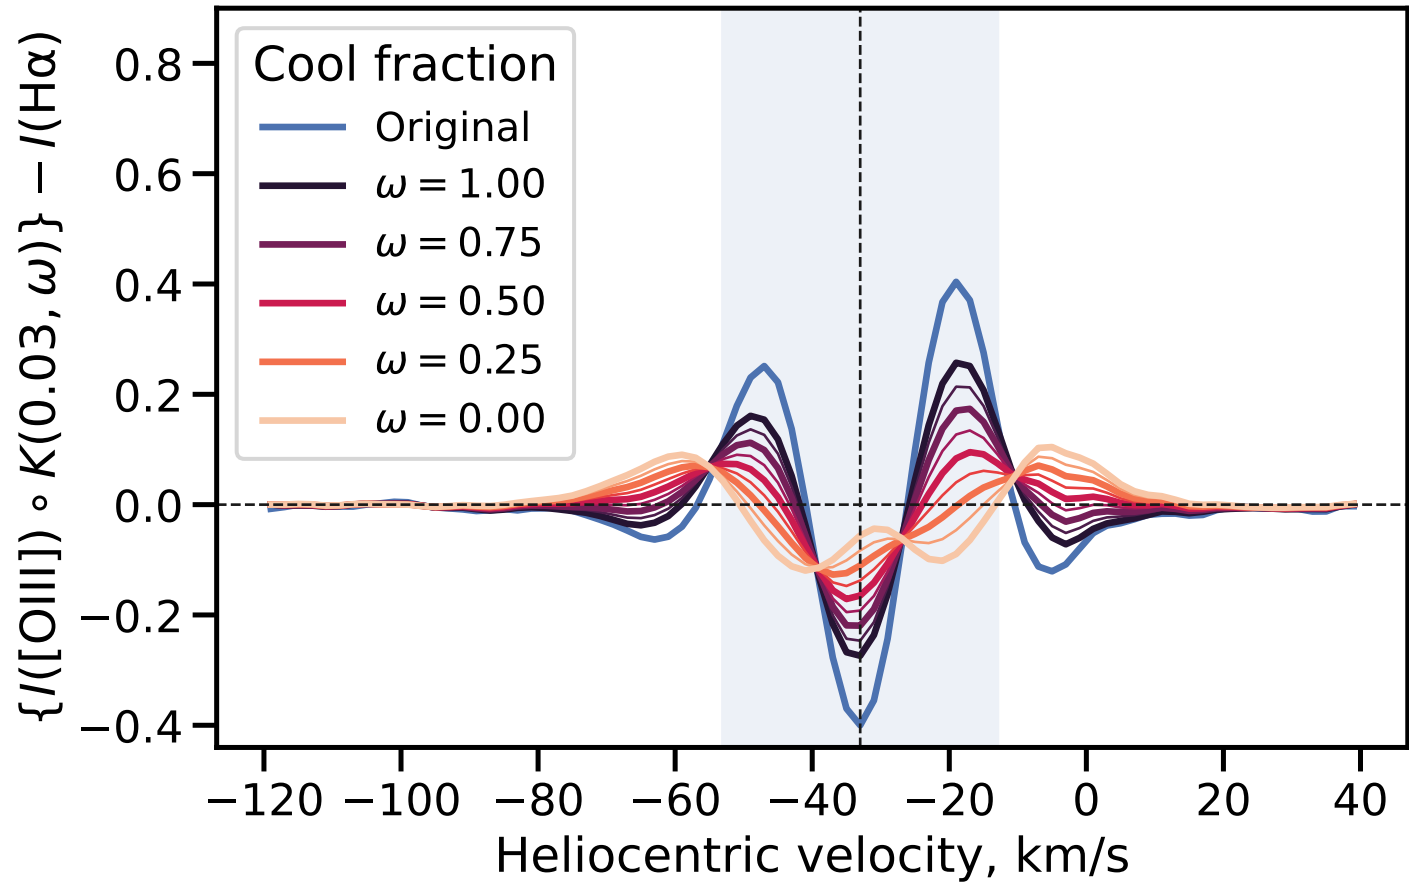 {I([OIII]) ∘ K(0.03, ω)} − I(Hα)
0.8
0.6
0.4
0.2
0.0
−0.2
−0.4
Cool fraction
Original
ω = 1.00
ω = 0.75
ω = 0.50
ω = 0.25
ω = 0.00
−120 −100 −80 −60 −40 −20 0 20 40
Heliocentric velocity, km/s